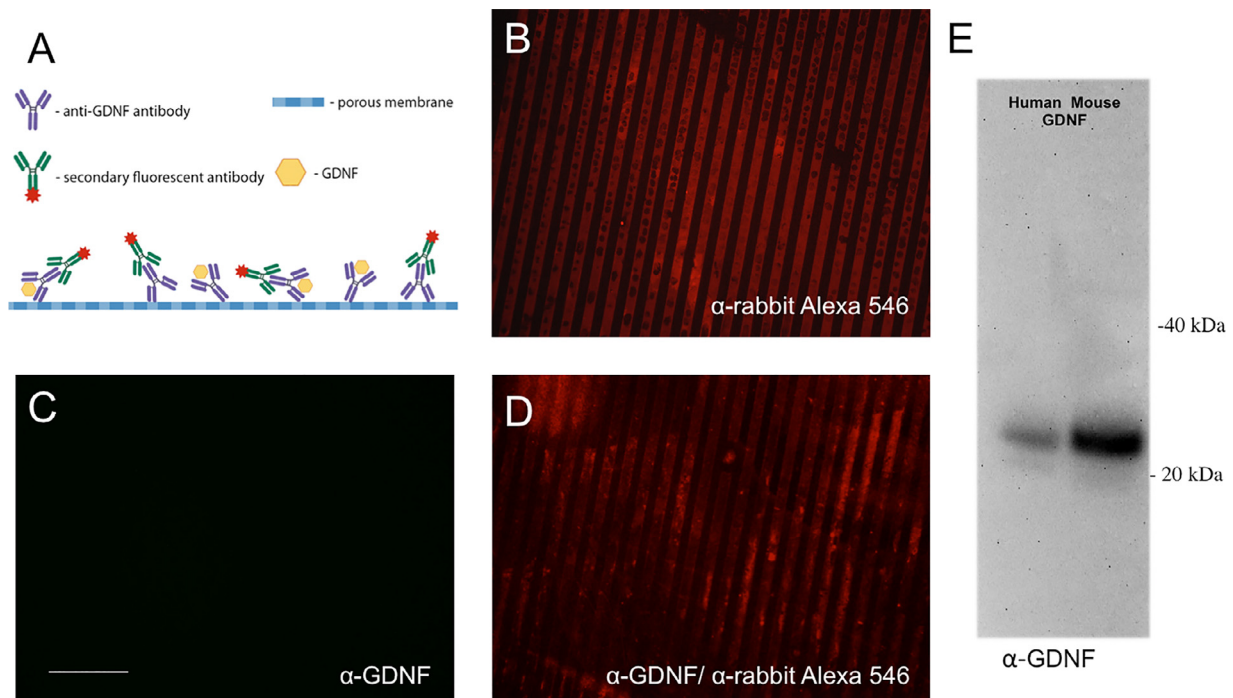 A
- anti-GDNF antibody
- porous membrane
- secondary fluorescent antibody
- GDNF
B
α-rabbit Alexa 546
C
α-GDNF
D
α-GDNF/ α-rabbit Alexa 546
E
Human Mouse
GDNF
-40 kDa
- 20 kDa
α-GDNF